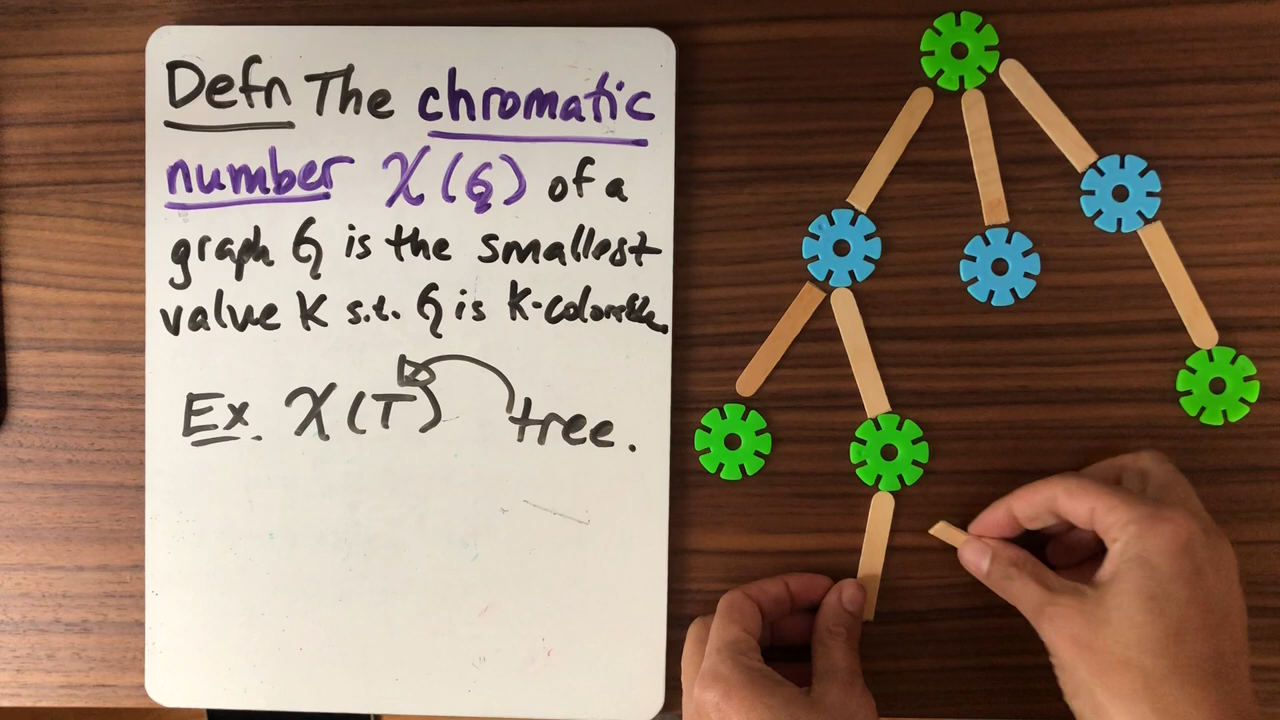 Defn The chromatic
number χ(G) of a
graph G is the smallest
value K s.t. G is K-colorable.
Ex. χ(T) tree.